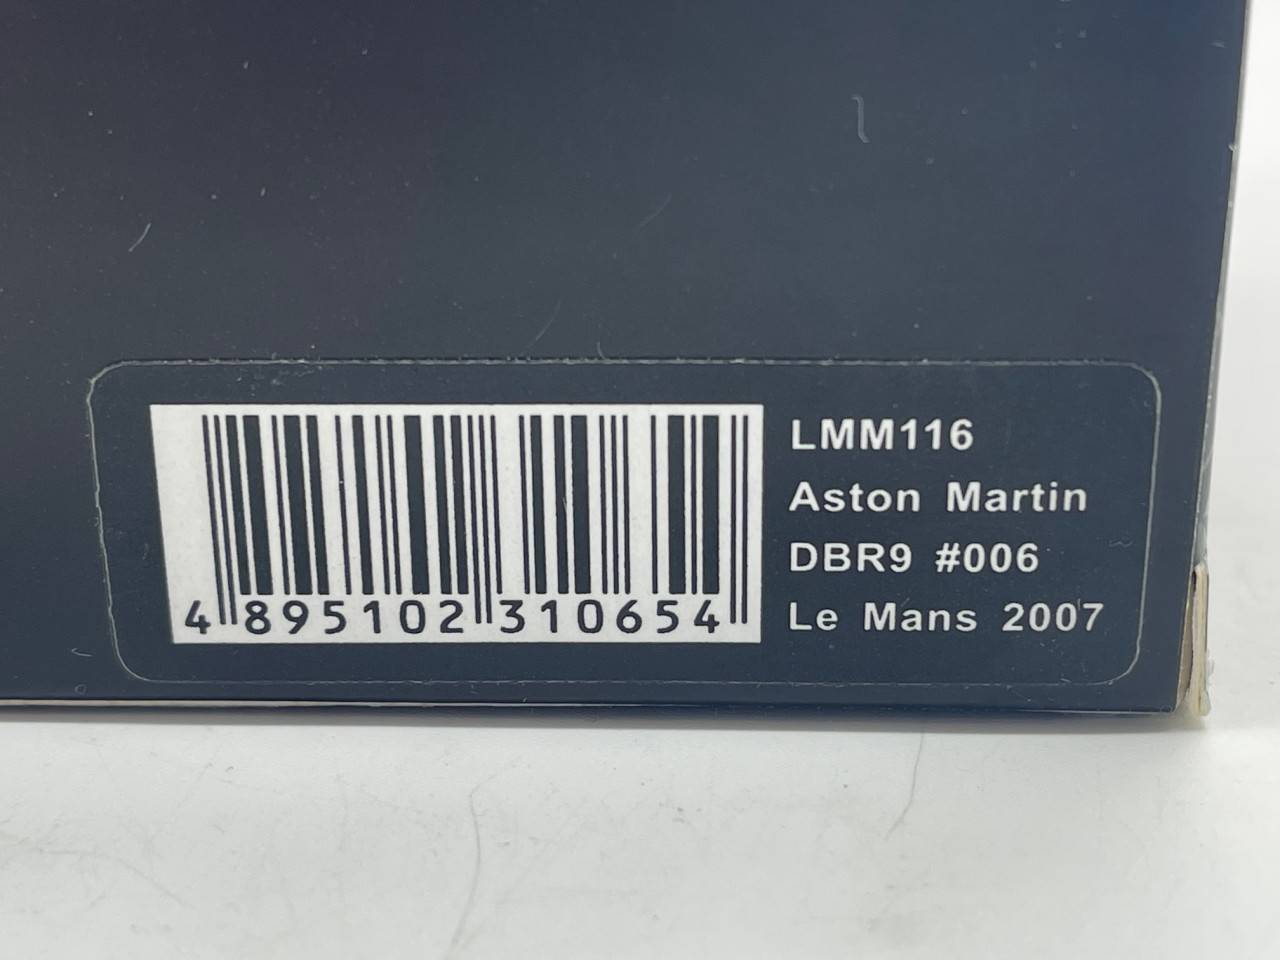 LMM116
Aston Martin
DBR9 #006
Le Mans 2007
4 895102 310654